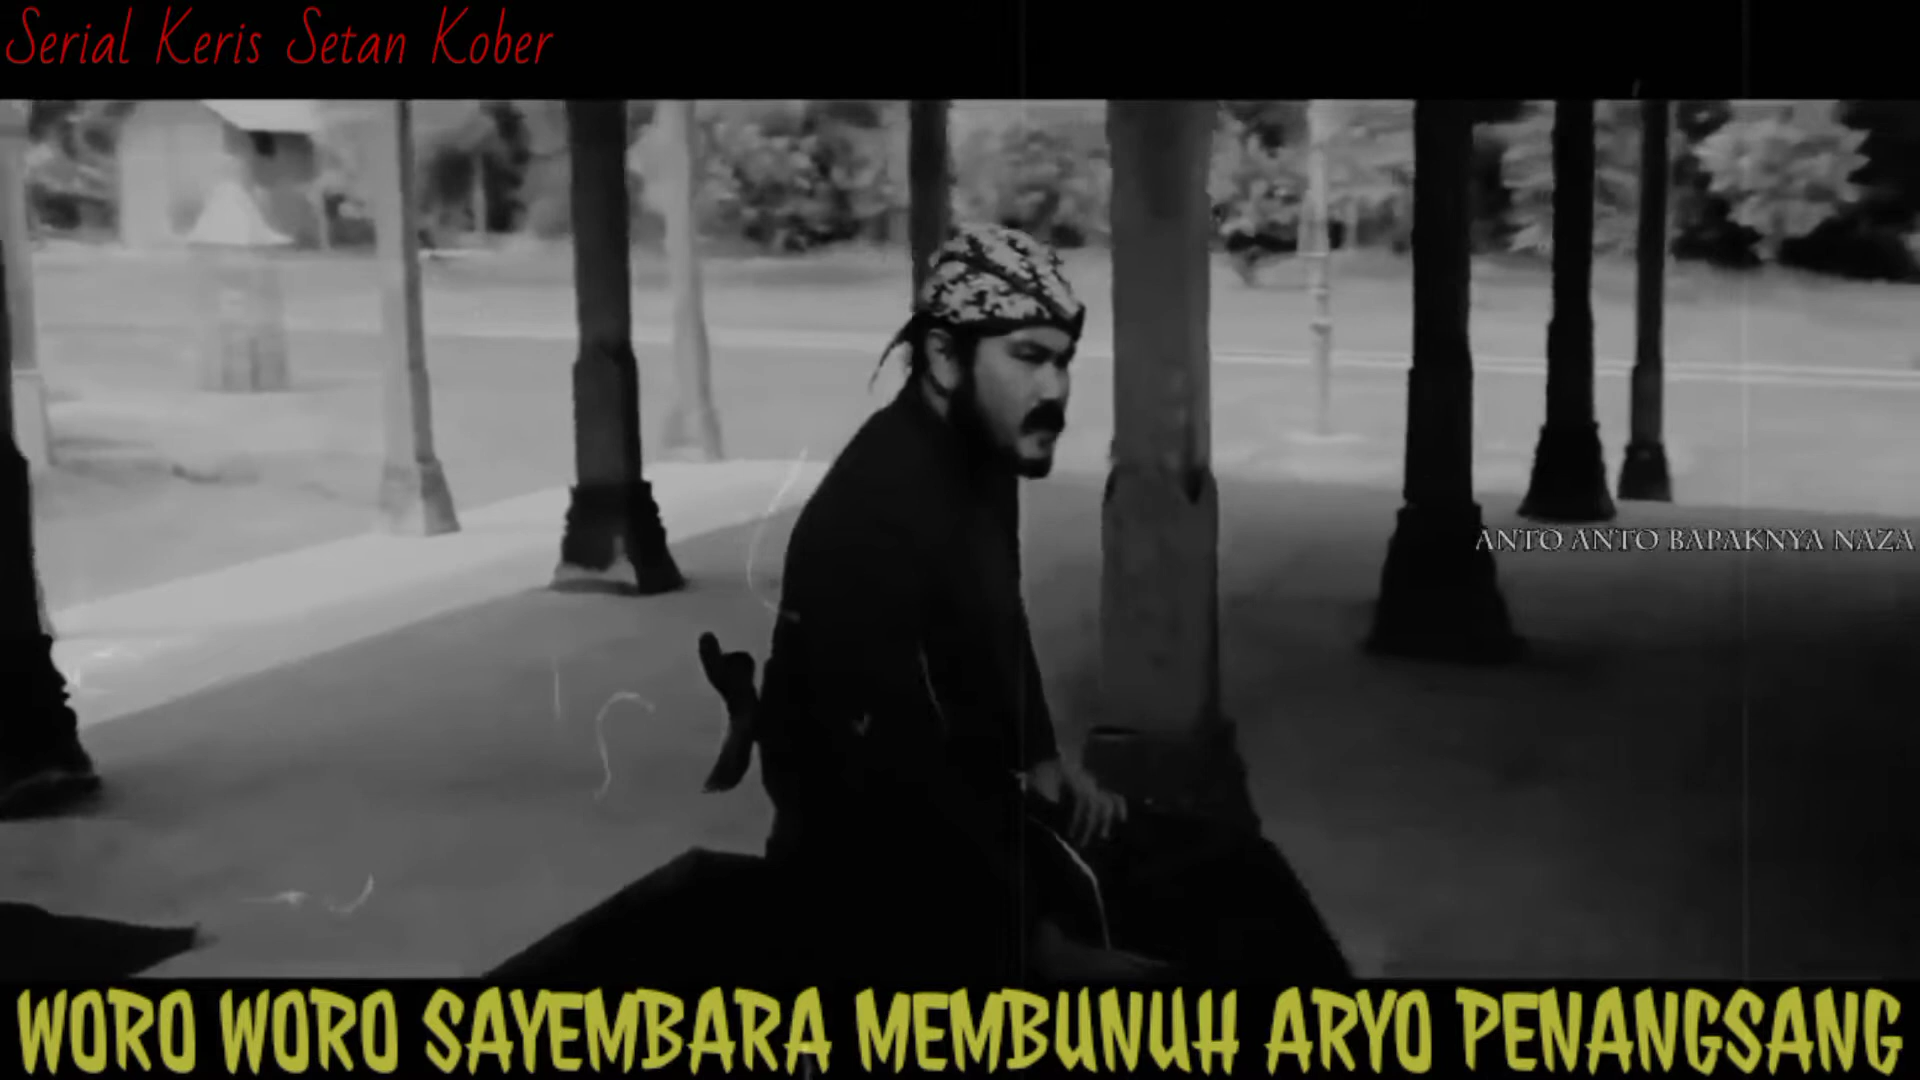 Serial Keris Setan Kober
ANTO ANTO BAPAKNYA NAZA
WORO WORO SAYEMBARA MEMBUNUH ARYO PENANGSANG